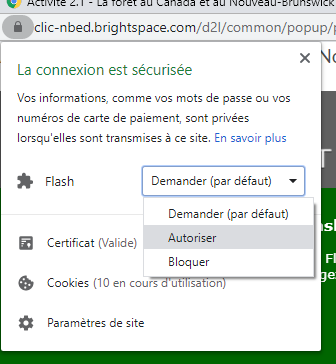 Activité 2.1 - La forêt au Canada et au Nouveau-Brunswick
clic-nbed.brightspace.com/d2l/common/popup/
La connexion est sécurisée
Vos informations, comme vos mots de passe ou vos
numéros de carte de paiement, sont privées
lorsqu'elles sont transmises à ce site. En savoir plus
Flash
Demander (par défaut)
Demander (par défaut)
Autoriser
Bloquer
Certificat (Valide)
Cookies (10 en cours d'utilisation)
Paramètres de site